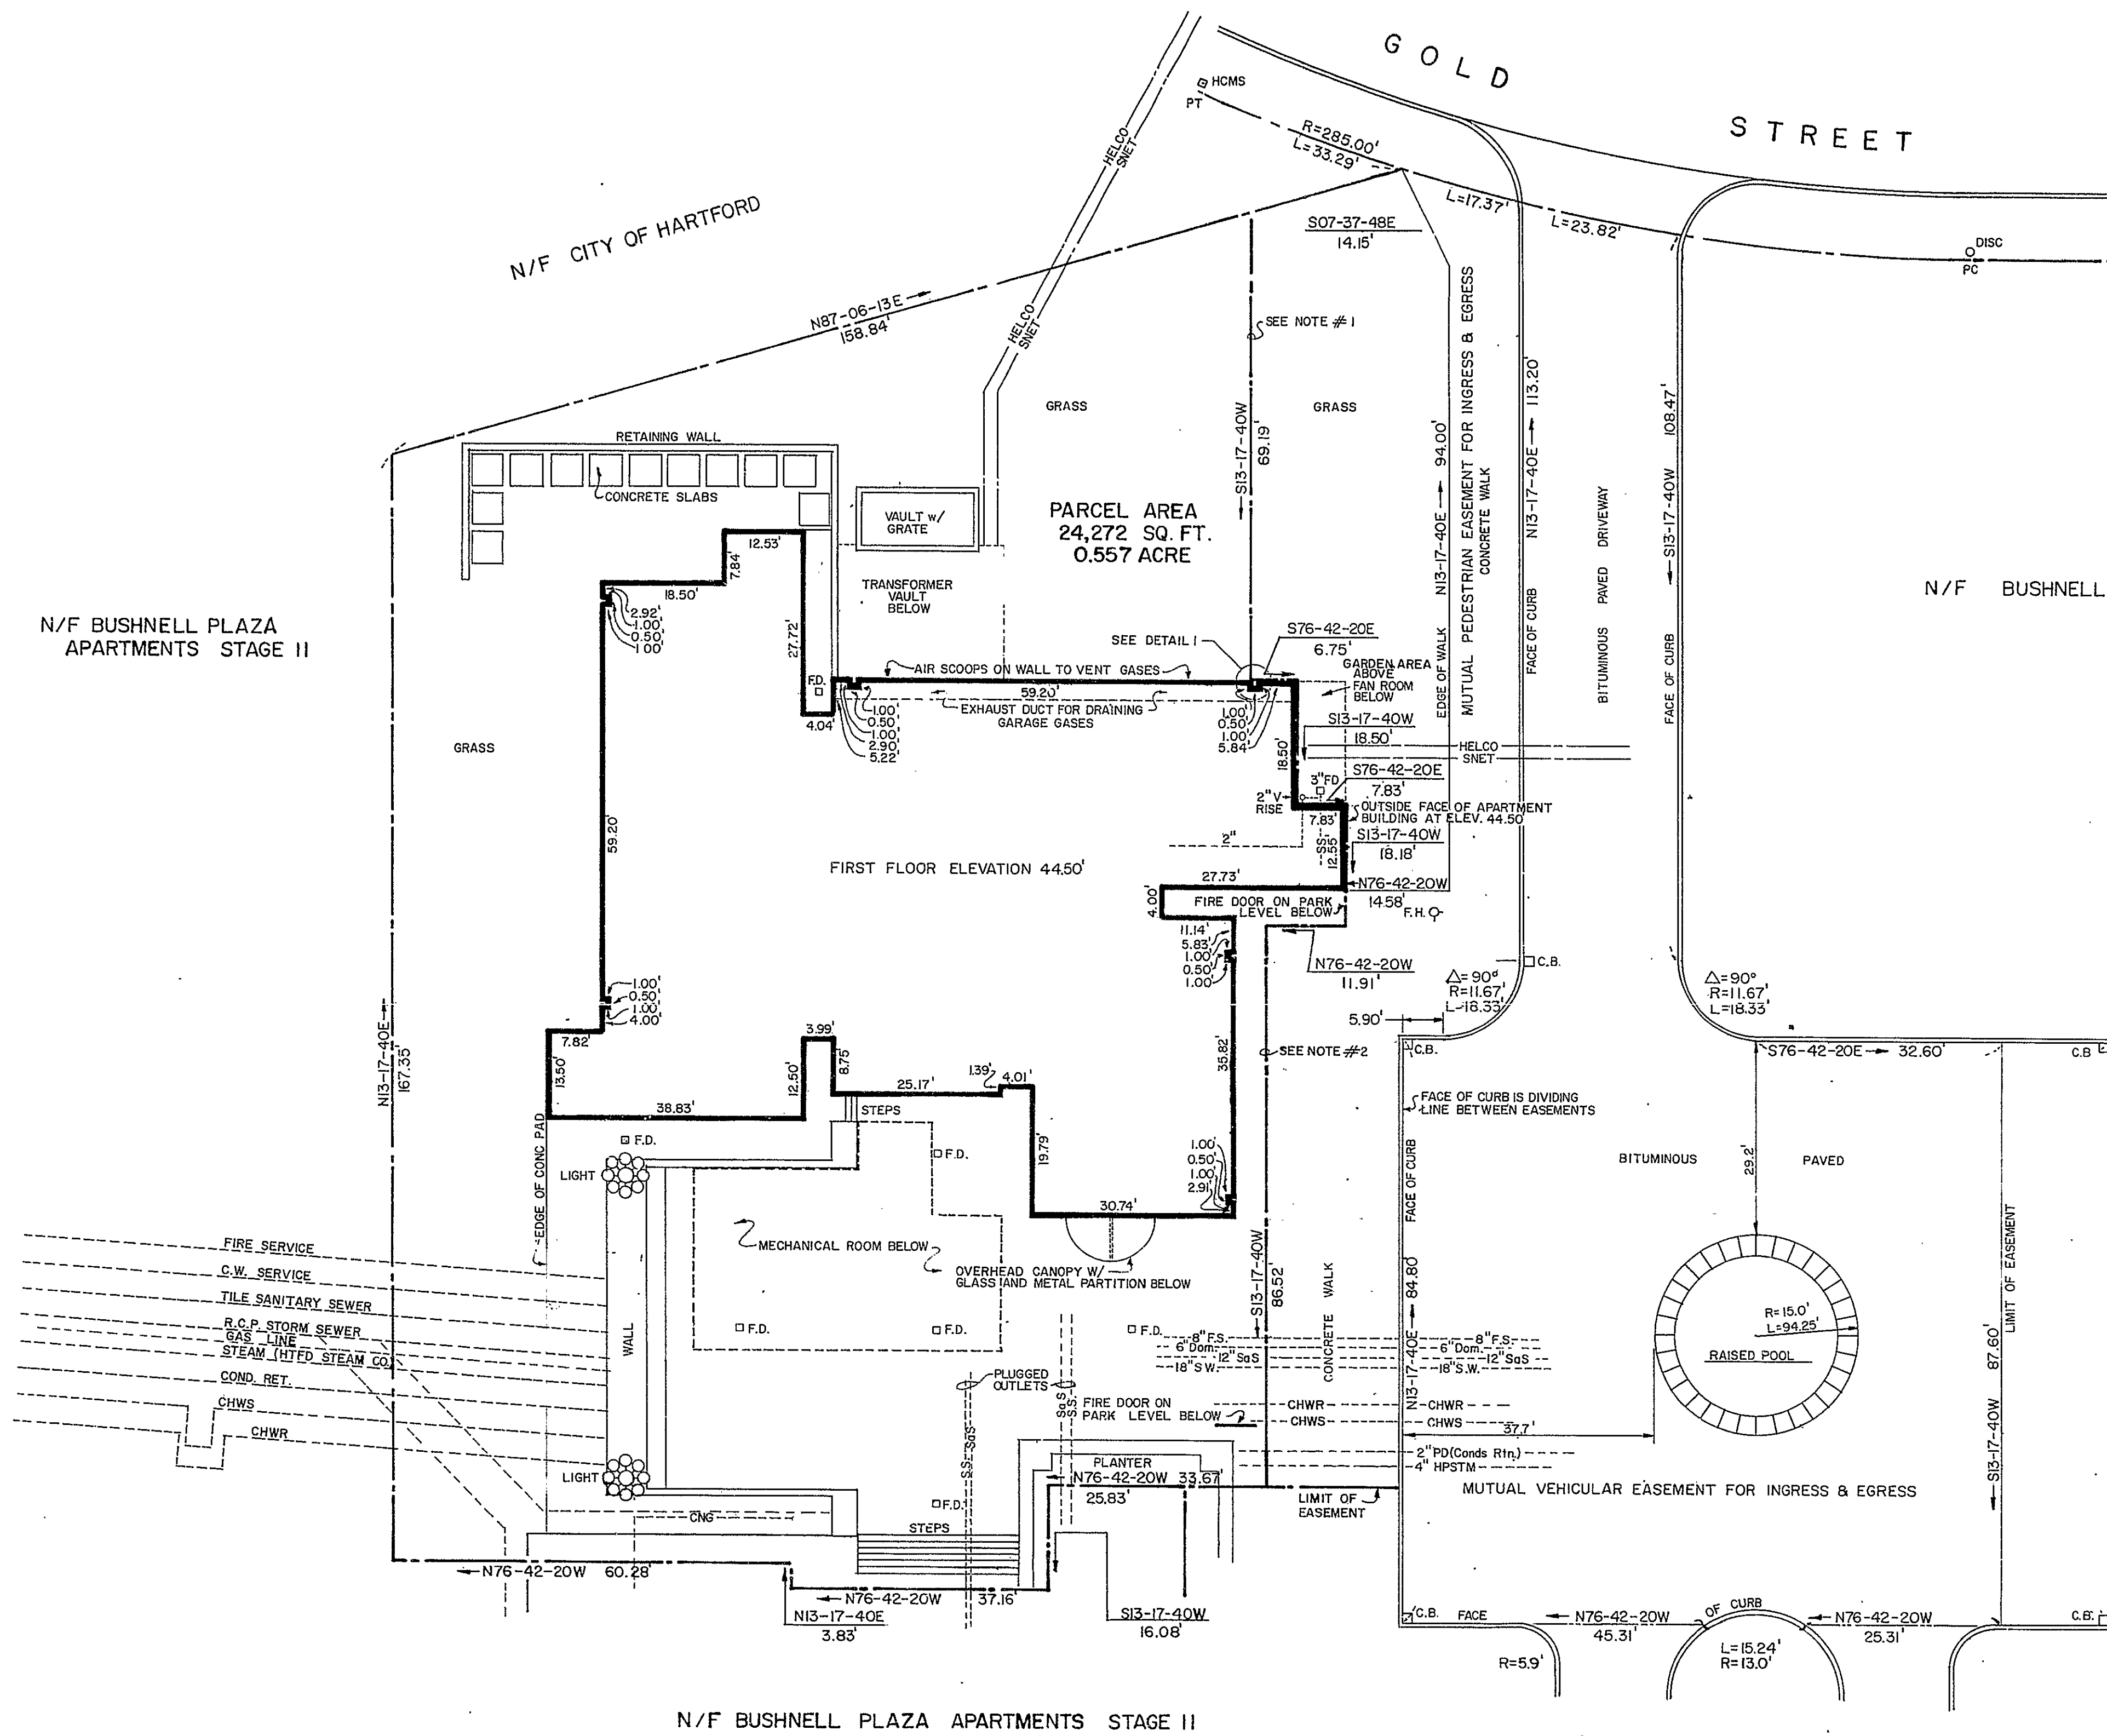 GOLD
STREET
HCMS
PT
R=285.00'
L=33.29'
L=17.37'
L=23.82'
DISC
PC
HELCO
SNET
N/F CITY OF HARTFORD
S07-37-48E
14.15'
N87-06-13E
158.84'
HELCO
SNET
SEE NOTE #1
GRASS
GRASS
S13-17-40W
69.19'
RETAINING WALL
CONCRETE SLABS
VAULT w/
GRATE
PARCEL AREA
24,272 SQ. FT.
0.557 ACRE
N13-17-40E 94.00'
EDGE OF WALK
MUTUAL PEDESTRIAN EASEMENT FOR INGRESS & EGRESS
CONCRETE WALK
N13-17-40E 113.20'
FACE OF CURB
BITUMINOUS PAVED DRIVEWAY
S13-17-40W 108.47'
FACE OF CURB
N/F BUSHNELL
12.53'
7.84'
18.50'
2.92'
1.00'
0.50'
1.00'
27.72'
TRANSFORMER
VAULT
BELOW
N/F BUSHNELL PLAZA
APARTMENTS STAGE II
SEE DETAIL 1
S76-42-20E
6.75'
AIR SCOOPS ON WALL TO VENT GASES
59.20'
EXHAUST DUCT FOR DRAINING
GARAGE GASES
GARDEN AREA
ABOVE
FAN ROOM
BELOW
F.D.
4.04'
1.00'
0.50'
1.00'
2.90'
5.22'
1.00'
0.50'
1.00'
5.84'
S13-17-40W
18.50'
18.50'
HELCO
SNET
GRASS
3"FD
S76-42-20E
7.83'
2"V
RISE
7.83'
OUTSIDE FACE OF APARTMENT
BUILDING AT ELEV. 44.50'
S13-17-40W
18.18'
2"
SS
12.55'
59.20'
FIRST FLOOR ELEVATION 44.50'
27.73'
N76-42-20W
14.58'
F.H.
4.00'
FIRE DOOR ON PARK
LEVEL BELOW
11.14'
5.83'
1.00'
0.50'
1.00'
N76-42-20W
11.91'
C.B.
△=90°
R=11.67'
L=18.33'
△=90°
R=11.67'
L=18.33'
5.90'
1.00'
0.50'
1.00'
4.00'
N13-17-40E
167.35'
7.82'
13.50'
3.99'
12.50'
8.75'
38.83'
25.17'
1.39'
4.01'
35.82'
SEE NOTE #2
C.B.
S76-42-20E 32.60'
C.B
STEPS
FACE OF CURB IS DIVIDING
LINE BETWEEN EASEMENTS
EDGE OF CONC PAD
F.D.
F.D.
LIGHT
19.79'
1.00'
0.50'
1.00'
2.91'
FACE OF CURB
BITUMINOUS PAVED
29.2'
30.74'
MECHANICAL ROOM BELOW
OVERHEAD CANOPY W/
GLASS AND METAL PARTITION BELOW
FIRE SERVICE
C.W. SERVICE
TILE SANITARY SEWER
R.C.P. STORM SEWER
GAS LINE
STEAM (HTFD STEAM CO.)
COND. RET.
CHWS
CHWR
WALL
S13-17-40W
86.52
CONCRETE WALK
N13-17-40E 84.80'
LIMIT OF EASEMENT
S13-17-40W 87.60'
R=15.0'
L=94.25'
RAISED POOL
F.D.
F.D.
F.D.
8"F.S.
6"Dom.
12"SaS
18"S.W.
8"F.S.
6"Dom.
12"SaS
18"S.W.
PLUGGED
OUTLETS
SaS
S.S.
FIRE DOOR ON
PARK LEVEL BELOW
CHWR
CHWS
CHWR
CHWS
37.7'
S.S.
SaS
2"PD(Conds Rtn.)
4" HPSTM
LIGHT
PLANTER
N76-42-20W 33.67'
25.83'
F.D.
LIMIT OF
EASEMENT
MUTUAL VEHICULAR EASEMENT FOR INGRESS & EGRESS
CNG
STEPS
N76-42-20W 60.28'
N76-42-20W 37.16'
N13-17-40E
3.83'
S13-17-40W
16.08'
C.B.
FACE OF CURB
N76-42-20W
45.31'
N76-42-20W
25.31'
C.B.
R=5.9'
L=15.24'
R=13.0'
N/F BUSHNELL PLAZA APARTMENTS STAGE II